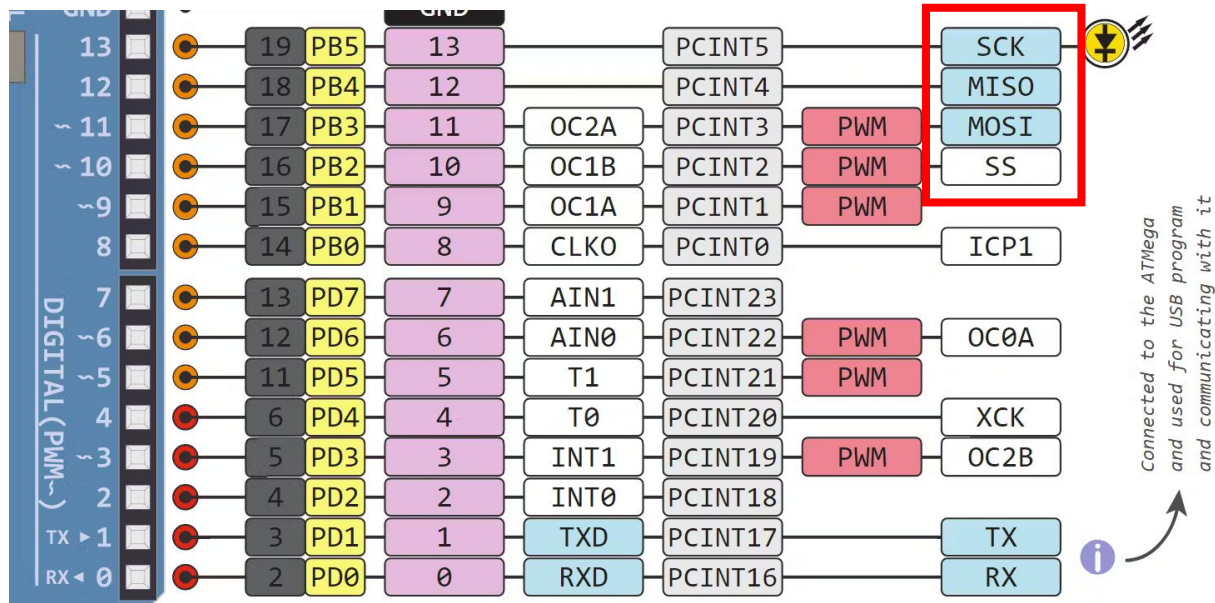 GND GND
13 19 PB5 13 PCINT5 SCK
12 18 PB4 12 PCINT4 MISO
~ 11 17 PB3 11 OC2A PCINT3 PWM MOSI
~ 10 16 PB2 10 OC1B PCINT2 PWM SS
~9 15 PB1 9 OC1A PCINT1 PWM
8 14 PB0 8 CLKO PCINT0 ICP1
7 13 PD7 7 AIN1 PCINT23
~6 12 PD6 6 AIN0 PCINT22 PWM OC0A
~5 11 PD5 5 T1 PCINT21 PWM
4 6 PD4 4 T0 PCINT20 XCK
~3 5 PD3 3 INT1 PCINT19 PWM OC2B
2 4 PD2 2 INT0 PCINT18
TX ► 1 3 PD1 1 TXD PCINT17 TX
RX ◄ 0 2 PD0 0 RXD PCINT16 RX
DIGITAL(PWM~)
i
Connected to the ATMega
and used for USB program
and communicating with it